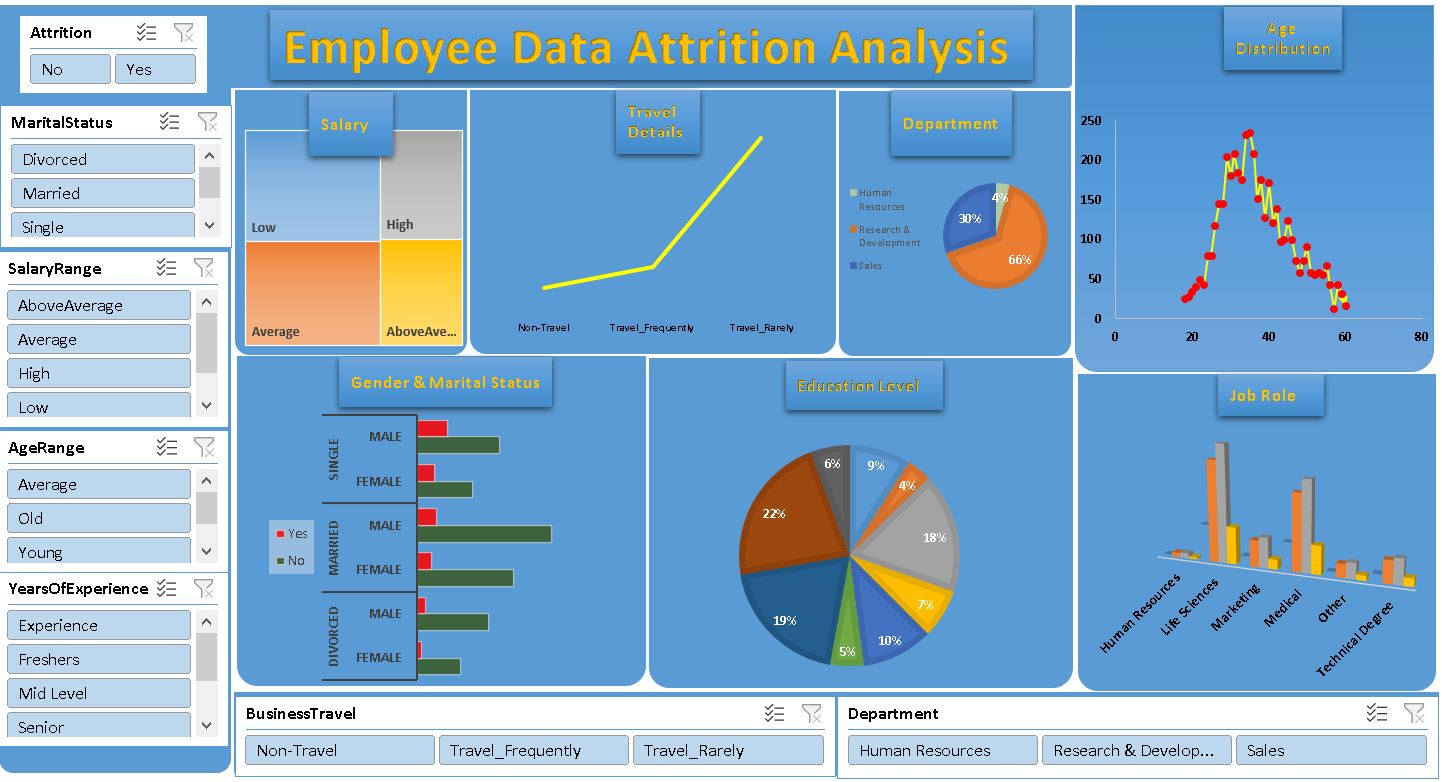 Attrition
No
Yes
MaritalStatus
Divorced
Married
Single
SalaryRange
AboveAverage
Average
High
Low
AgeRange
Average
Old
Young
YearsOfExperience
Experience
Freshers
Mid Level
Senior
Employee Data Attrition Analysis
Salary
Low
High
Average
AboveAve...
Travel
Details
Non-Travel
Travel_Frequently
Travel_Rarely
Department
Human
Resources
Research &
Development
Sales
4%
30%
66%
Age
Distribution
250
200
150
100
50
0
0
20
40
60
80
Gender & Marital Status
Yes
No
SINGLE
MALE
FEMALE
MARRIED
MALE
FEMALE
DIVORCED
MALE
FEMALE
Education Level
6%
9%
4%
22%
18%
7%
19%
10%
5%
Job Role
Human Resources
Life Sciences
Marketing
Medical
Other
Technical Degree
BusinessTravel
Non-Travel
Travel_Frequently
Travel_Rarely
Department
Human Resources
Research & Develop...
Sales